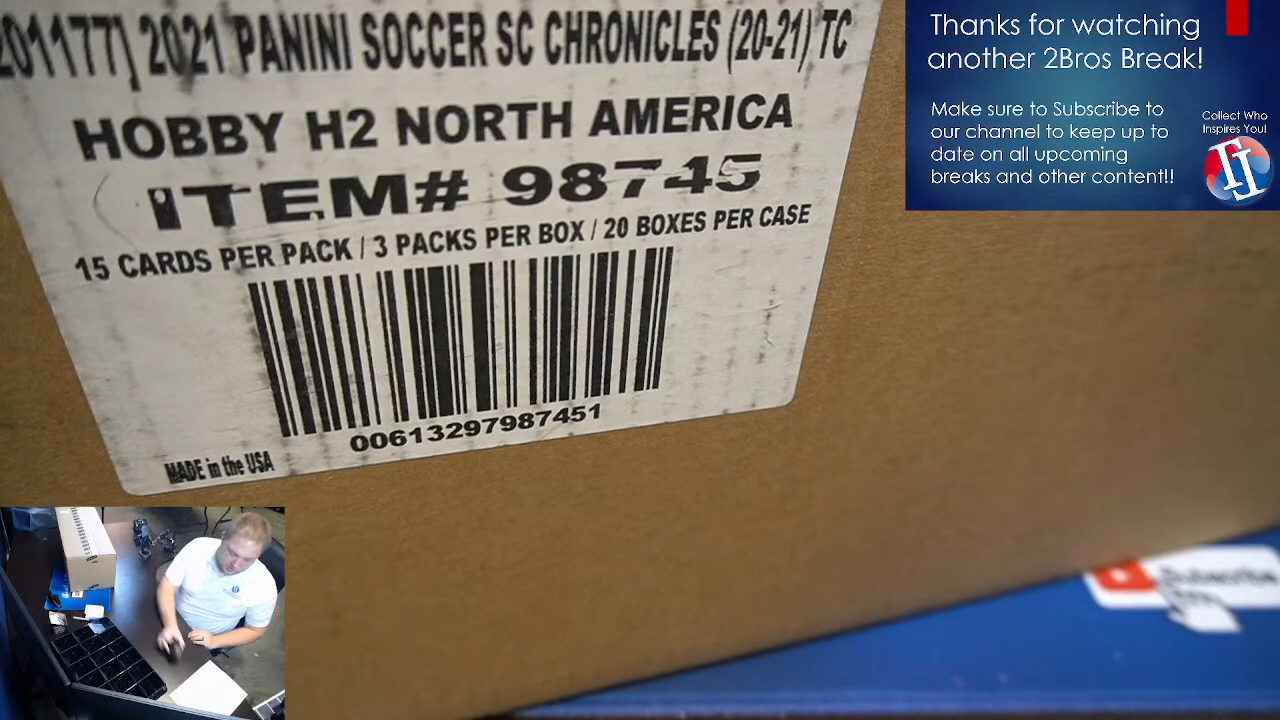 201177] 2021 PANINI SOCCER SC CHRONICLES (20-21) TC
HOBBY H2 NORTH AMERICA
ITEM# 98745
15 CARDS PER PACK / 3 PACKS PER BOX / 20 BOXES PER CASE
00613297987451
MADE in the USA
Thanks for watching
another 2Bros Break!
Make sure to Subscribe to
our channel to keep up to
date on all upcoming
breaks and other content!!
Collect Who
Inspires You!
Subscribe